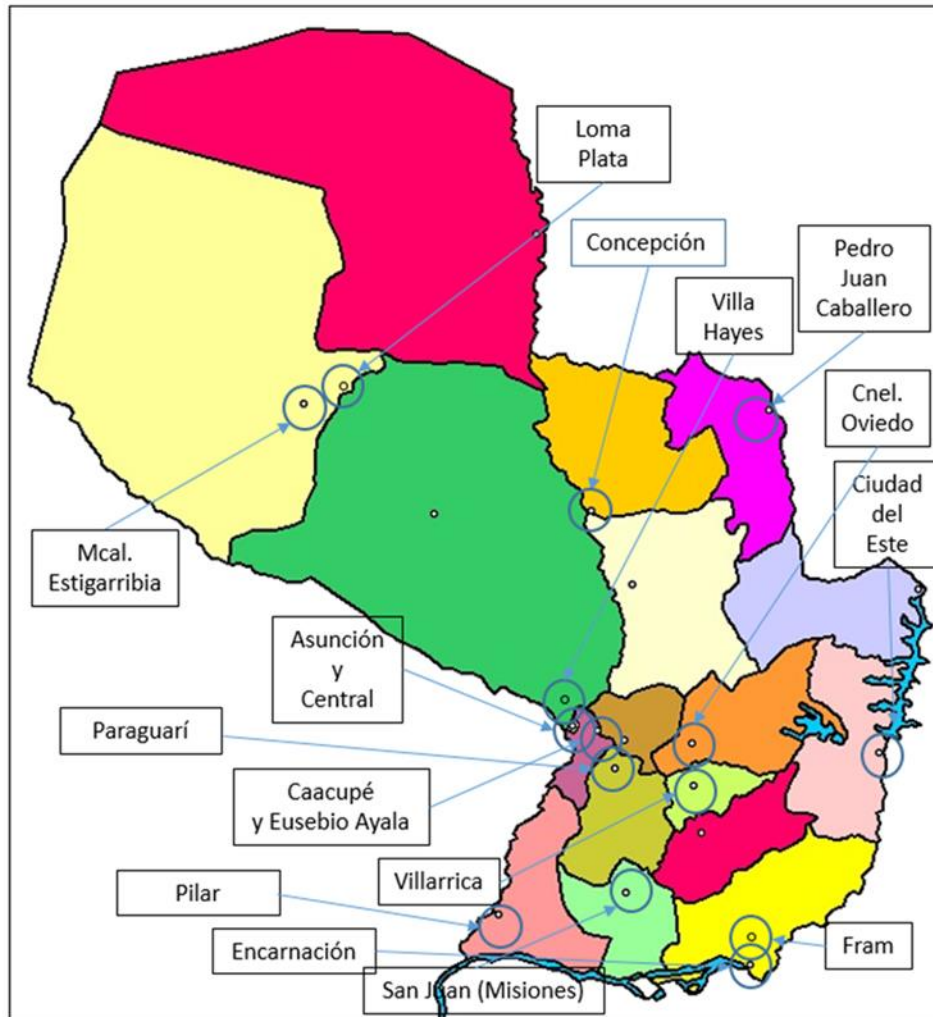 Loma
Plata
Concepción
Pedro
Juan
Caballero
Villa
Hayes
Cnel.
Oviedo
Ciudad
del
Este
Mcal.
Estigarribia
Asunción
y
Central
Paraguarí
Caacupé
y Eusebio Ayala
Villarrica
Pilar
Encarnación
Fram
San Juan (Misiones)